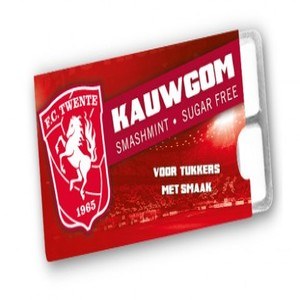 F.C. TWENTE
1965
KAUWGOM
SMASHMINT • SUGAR FREE
VOOR TUKKERS
MET SMAAK